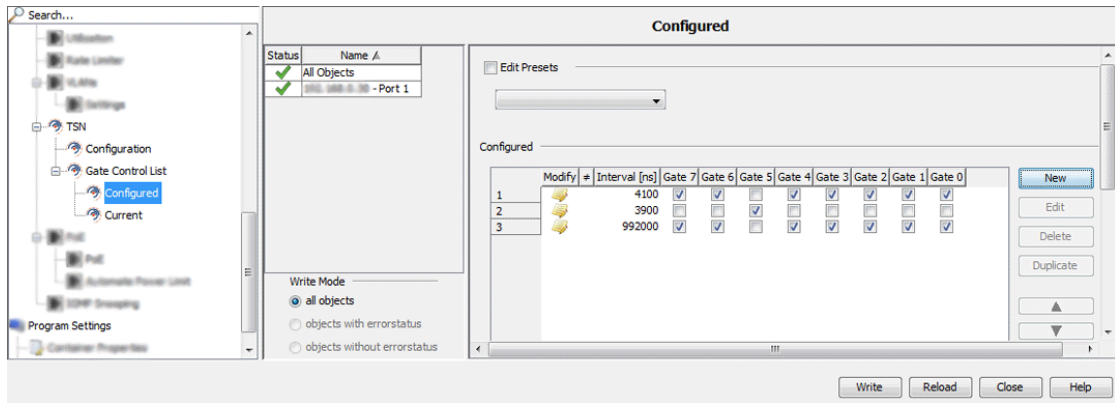 Search...
TSN
Configuration
Gate Control List
Configured
Current
Program Settings
Configured
Status Name
All Objects
- Port 1
Write Mode
all objects
objects with errorstatus
objects without errorstatus
Edit Presets
Configured
Modify ≠ Interval [ns] Gate 7 Gate 6 Gate 5 Gate 4 Gate 3 Gate 2 Gate 1 Gate 0
1 4100
2 3900
3 992000
New
Edit
Delete
Duplicate
Write Reload Close Help